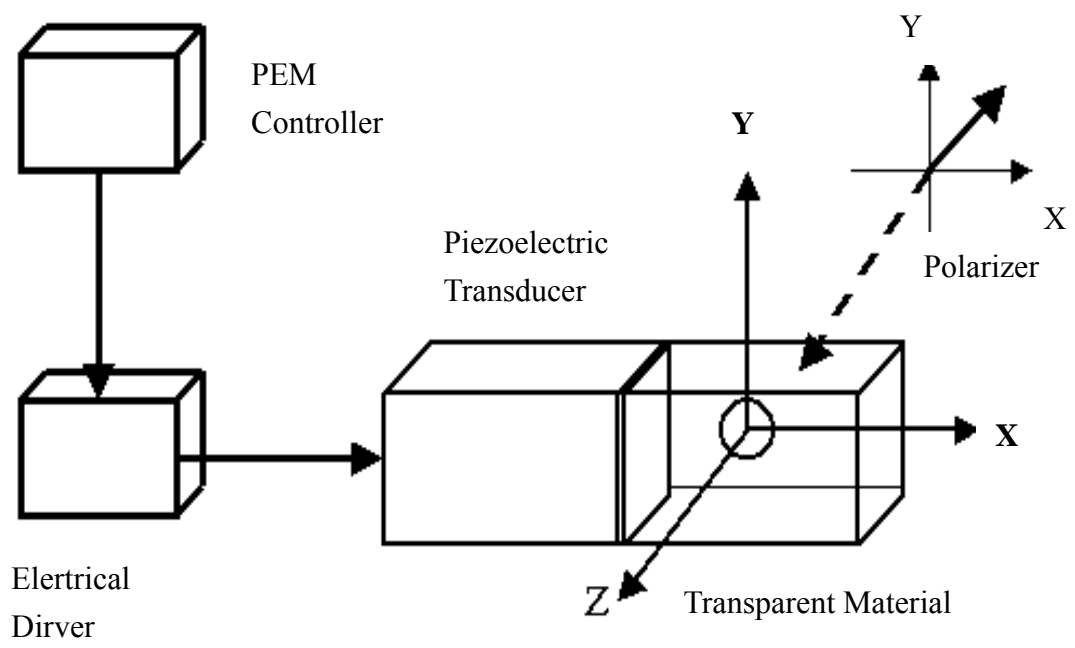 PEM
Controller
Y
X
Polarizer
Y
Piezoelectric
Transducer
X
Z
Transparent Material
Elertrical
Dirver